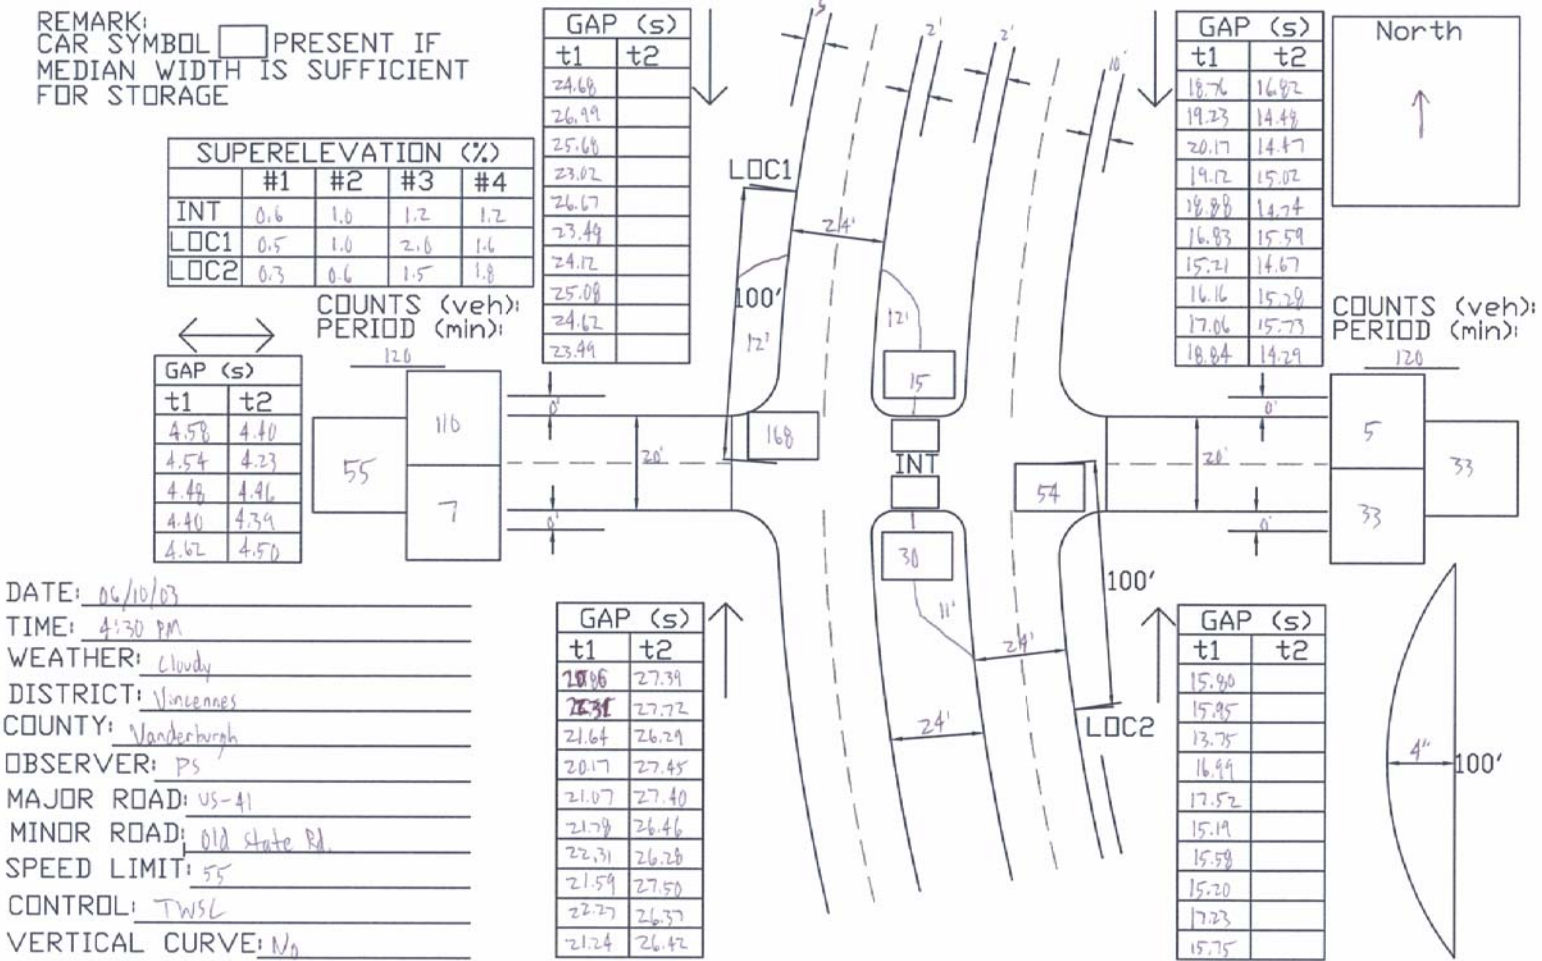 REMARK:
CAR SYMBOL PRESENT IF
MEDIAN WIDTH IS SUFFICIENT
FOR STORAGE
SUPERELEVATION (%)
#1 #2 #3 #4
INT 0.6 1.0 1.2 1.2
LOC1 0.5 1.0 2.0 1.6
LOC2 0.3 0.6 1.5 1.8
COUNTS (veh):
PERIOD (min):
120
GAP (s)
t1 t2
4.58 4.40
4.54 4.23
4.48 4.46
4.40 4.39
4.62 4.50
55
110
7
GAP (s)
t1 t2
24.68
26.99
25.68
23.02
26.67
23.49
24.12
25.08
24.62
23.49
2'
2'
10'
LOC1
24'
100'
12'
12'
15
168
INT
54
30
11'
24'
24'
100'
LOC2
0'
20'
0'
0'
20'
0'
GAP (s)
t1 t2
18.76 16.82
19.23 14.48
20.17 14.47
19.12 15.02
18.88 14.74
16.83 15.59
15.21 14.67
16.16 15.28
17.06 15.73
18.84 14.29
North
COUNTS (veh):
PERIOD (min):
120
5
33
33
DATE: 06/10/03
TIME: 4:30 PM
WEATHER: Cloudy
DISTRICT: Vincennes
COUNTY: Vanderburgh
OBSERVER: PS
MAJOR ROAD: US-41
MINOR ROAD: Old State Rd.
SPEED LIMIT: 55
CONTROL: TWSC
VERTICAL CURVE: No
GAP (s)
t1 t2
27.39
27.72
21.64 26.29
20.17 27.45
21.07 27.40
21.78 26.46
22.31 26.28
21.59 27.50
22.27 26.37
21.24 26.42
GAP (s)
t1 t2
15.80
15.95
13.75
16.99
17.52
15.19
15.58
15.20
17.23
15.75
4"
100'